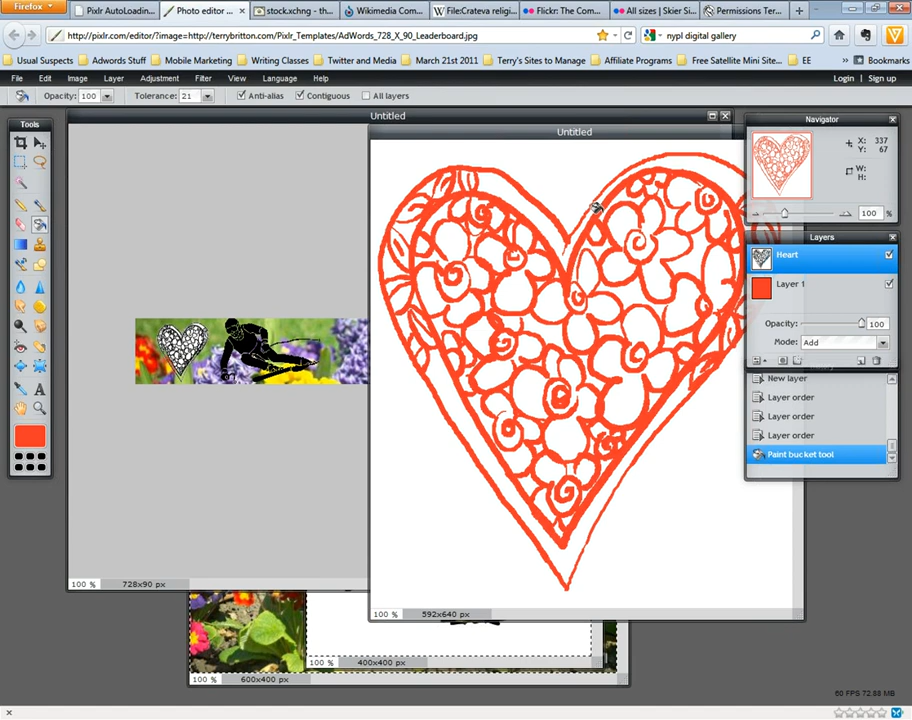 Firefox
Pixlr AutoLoadin...
Photo editor ...
stock.xchng - th...
Wikimedia Com...
File:Crateva religi...
Flickr: The Com...
All sizes | Skier Si...
Permissions Ter...
http://pixlr.com/editor/?image=http://terrybritton.com/Pixlr_Templates/AdWords_728_X_90_Leaderboard.jpg
nypl digital gallery
Usual Suspects
Adwords Stuff
Mobile Marketing
Writing Classes
Twitter and Media
March 21st 2011
Terry's Sites to Manage
Affiliate Programs
Free Satellite Mini Site...
EE
Bookmarks
File Edit Image Layer Adjustment Filter View Language Help
Login | Sign up
Opacity: 100 Tolerance: 21 Anti-alias Contiguous All layers
Untitled
Untitled
Tools
Navigator
X: 337
Y: 67
W:
H:
100 %
Layers
Heart
Layer 1
Opacity: 100
Mode: Add
New layer
Layer order
Layer order
Layer order
Paint bucket tool
100 % 728x90 px
100 % 592x640 px
100 % 400x400 px
100 % 600x400 px
60 FPS 72.88 MB